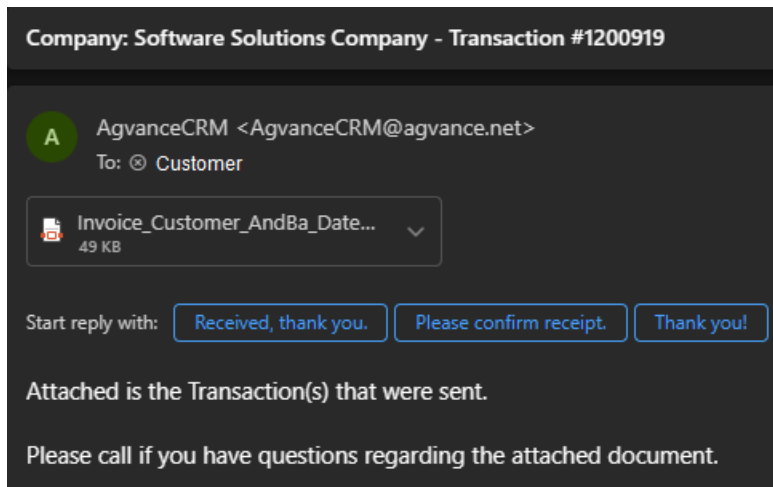 Company: Software Solutions Company - Transaction #1200919
A
AgvanceCRM <AgvanceCRM@agvance.net>
To: Customer
Invoice_Customer_AndBa_Date...
49 KB
Start reply with: Received, thank you. Please confirm receipt. Thank you!
Attached is the Transaction(s) that were sent.
Please call if you have questions regarding the attached document.